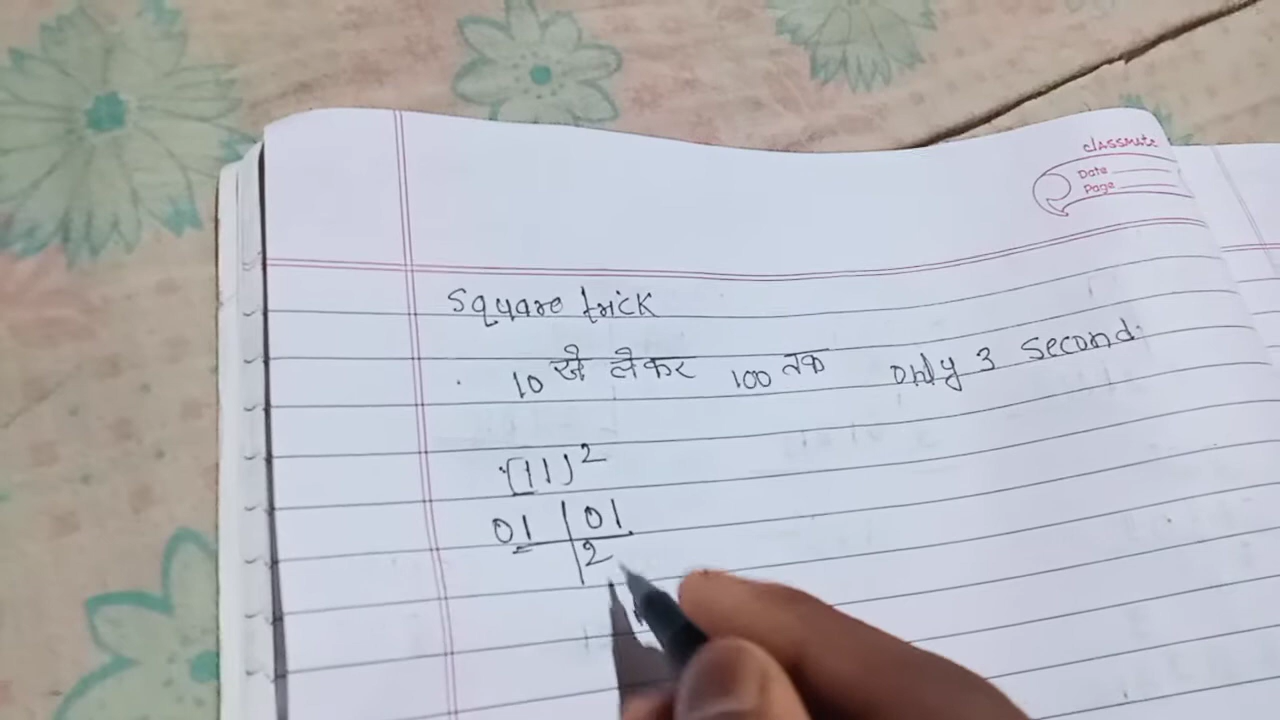 classmate
Date
Page
Square trick
10 से लेकर 100 तक only 3 second.
(11)²
01 | 01
2